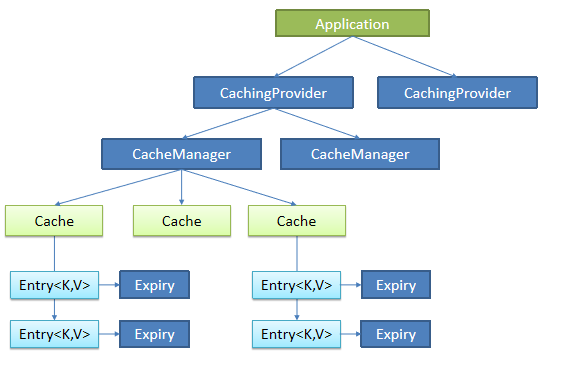 Application
CachingProvider
CachingProvider
CacheManager
CacheManager
Cache
Cache
Cache
Entry<K,V>
Expiry
Entry<K,V>
Expiry
Entry<K,V>
Expiry
Entry<K,V>
Expiry